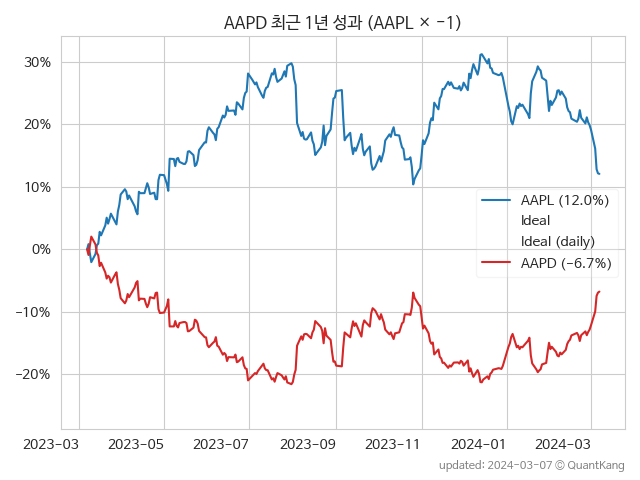 AAPD 최근 1년 성과 (AAPL × −1)
30%
20%
10%
0%
−10%
−20%
AAPL (12.0%)
Ideal
Ideal (daily)
AAPD (−6.7%)
2023−03 2023−05 2023−07 2023−09 2023−11 2024−01 2024−03
updated: 2024-03-07 © QuantKang